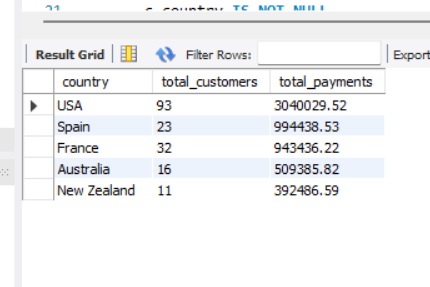 21 c.country IS NOT NULL
Result Grid Filter Rows: Export
country total_customers total_payments
USA 93 3040029.52
Spain 23 994438.53
France 32 943436.22
Australia 16 509385.82
New Zealand 11 392486.59